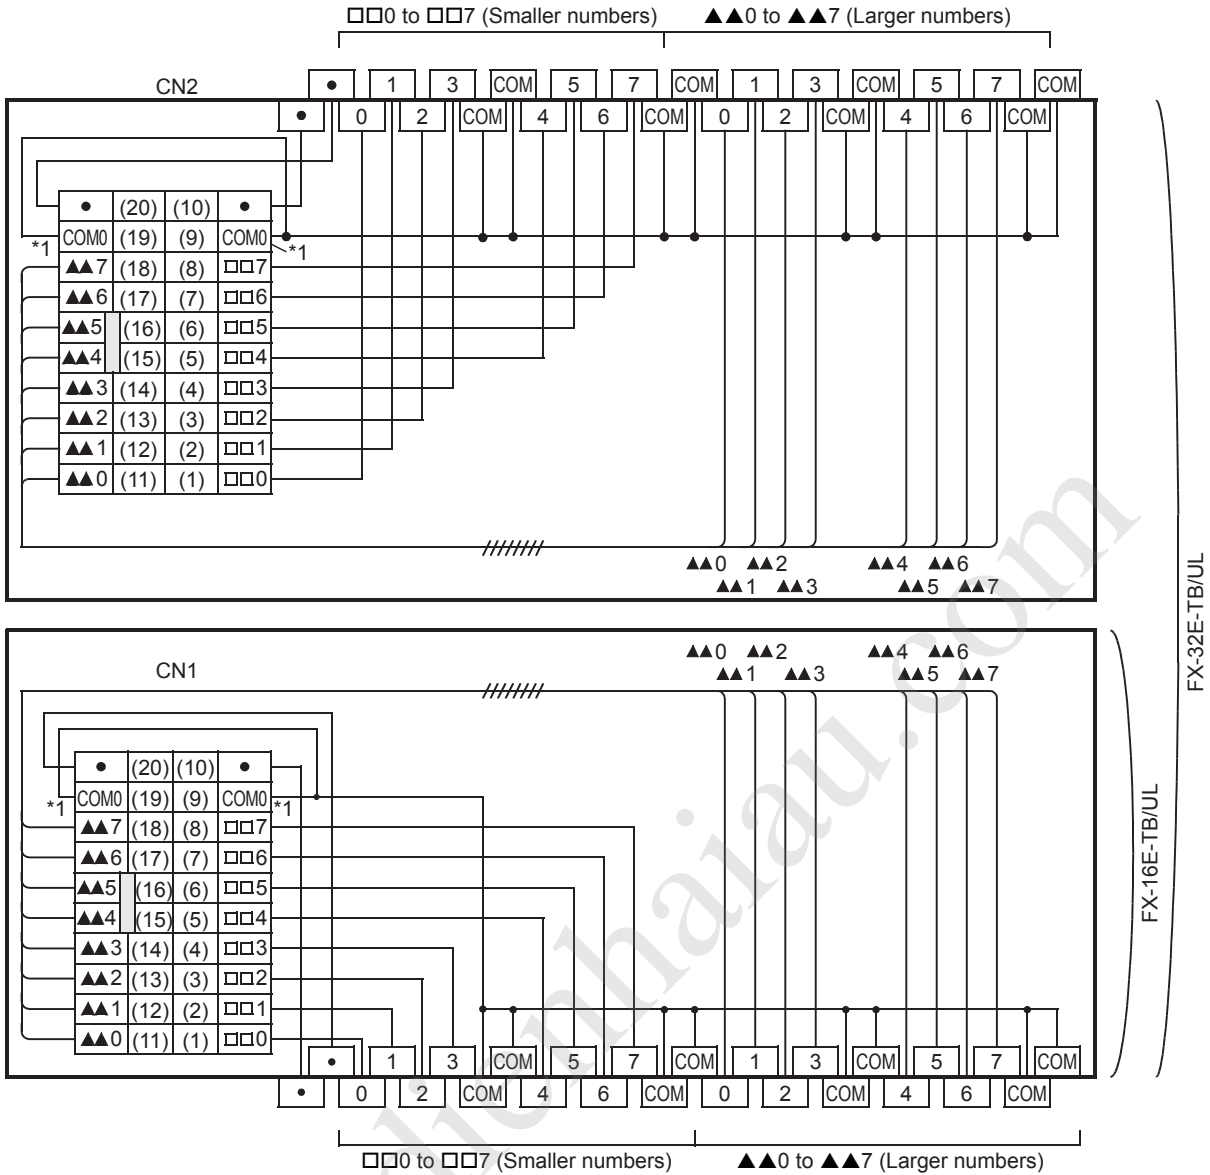 □□0 to □□7 (Smaller numbers) ▲▲0 to ▲▲7 (Larger numbers)
CN2
• 1 3 COM 5 7 COM 1 3 COM 5 7 COM
• 0 2 COM 4 6 COM 0 2 COM 4 6 COM
• (20) (10) •
*1 COM0 (19) (9) COM0 *1
▲▲7 (18) (8) □□7
▲▲6 (17) (7) □□6
▲▲5 (16) (6) □□5
▲▲4 (15) (5) □□4
▲▲3 (14) (4) □□3
▲▲2 (13) (3) □□2
▲▲1 (12) (2) □□1
▲▲0 (11) (1) □□0
▲▲0 ▲▲2 ▲▲4 ▲▲6
▲▲1 ▲▲3 ▲▲5 ▲▲7
FX-32E-TB/UL
CN1
▲▲0 ▲▲2 ▲▲4 ▲▲6
▲▲1 ▲▲3 ▲▲5 ▲▲7
• (20) (10) •
*1 COM0 (19) (9) COM0 *1
▲▲7 (18) (8) □□7
▲▲6 (17) (7) □□6
▲▲5 (16) (6) □□5
▲▲4 (15) (5) □□4
▲▲3 (14) (4) □□3
▲▲2 (13) (3) □□2
▲▲1 (12) (2) □□1
▲▲0 (11) (1) □□0
FX-16E-TB/UL
• 1 3 COM 5 7 COM 1 3 COM 5 7 COM
• 0 2 COM 4 6 COM 0 2 COM 4 6 COM
□□0 to □□7 (Smaller numbers) ▲▲0 to ▲▲7 (Larger numbers)
dienhaiau.com